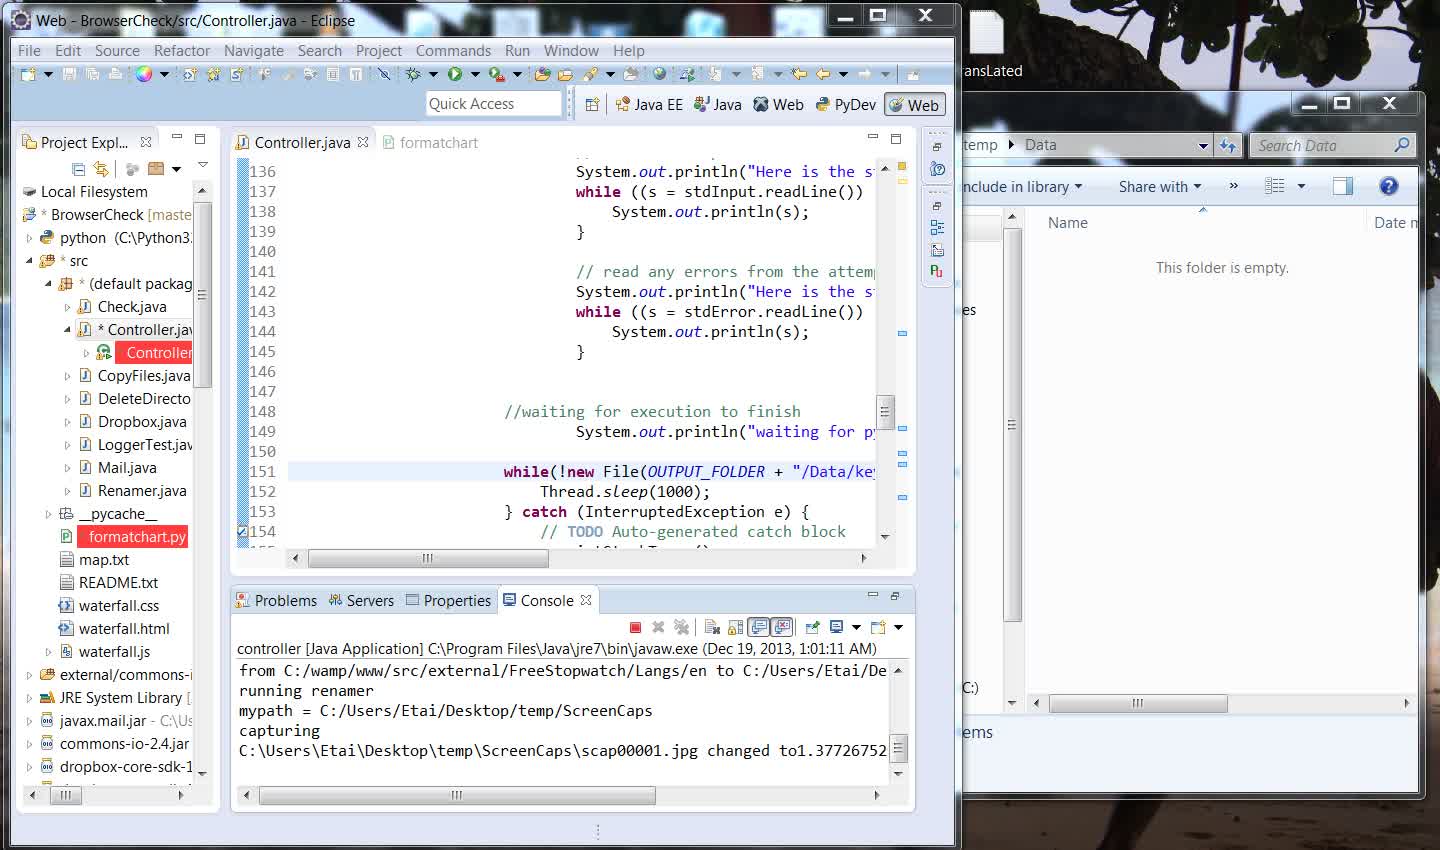 Web - BrowserCheck/src/Controller.java - Eclipse
File Edit Source Refactor Navigate Search Project Commands Run Window Help
Quick Access
Java EE Java Web PyDev Web
Project Expl...
Local Filesystem
* BrowserCheck [maste
python (C:\Python3
* src
* (default packag
Check.java
* Controller.jav
Controller
CopyFiles.java
DeleteDirecto
Dropbox.java
LoggerTest.jav
Mail.java
Renamer.java
__pycache__
formatchart.py
map.txt
README.txt
waterfall.css
waterfall.html
waterfall.js
external/commons-i
JRE System Library [
javax.mail.jar - C:\Us
commons-io-2.4.jar
dropbox-core-sdk-1
Controller.java formatchart
136 System.out.println("Here is the s
137 while ((s = stdInput.readLine())
138 System.out.println(s);
139 }
140
141 // read any errors from the attemp
142 System.out.println("Here is the s
143 while ((s = stdError.readLine())
144 System.out.println(s);
145 }
146
147
148 //waiting for execution to finish
149 System.out.println("waiting for py
150
151 while(!new File(OUTPUT_FOLDER + "/Data/key
152 Thread.sleep(1000);
153 } catch (InterruptedException e) {
154 // TODO Auto-generated catch block
Problems Servers Properties Console
controller [Java Application] C:\Program Files\Java\jre7\bin\javaw.exe (Dec 19, 2013, 1:01:11 AM)
from C:/wamp/www/src/external/FreeStopwatch/Langs/en to C:/Users/Etai/De
running renamer
mypath = C:/Users/Etai/Desktop/temp/ScreenCaps
capturing
C:\Users\Etai\Desktop\temp\ScreenCaps\scap00001.jpg changed to1.37726752
ansLated
temp Data
Search Data
nclude in library Share with »
Name Date m
This folder is empty.
es
C:)
ems